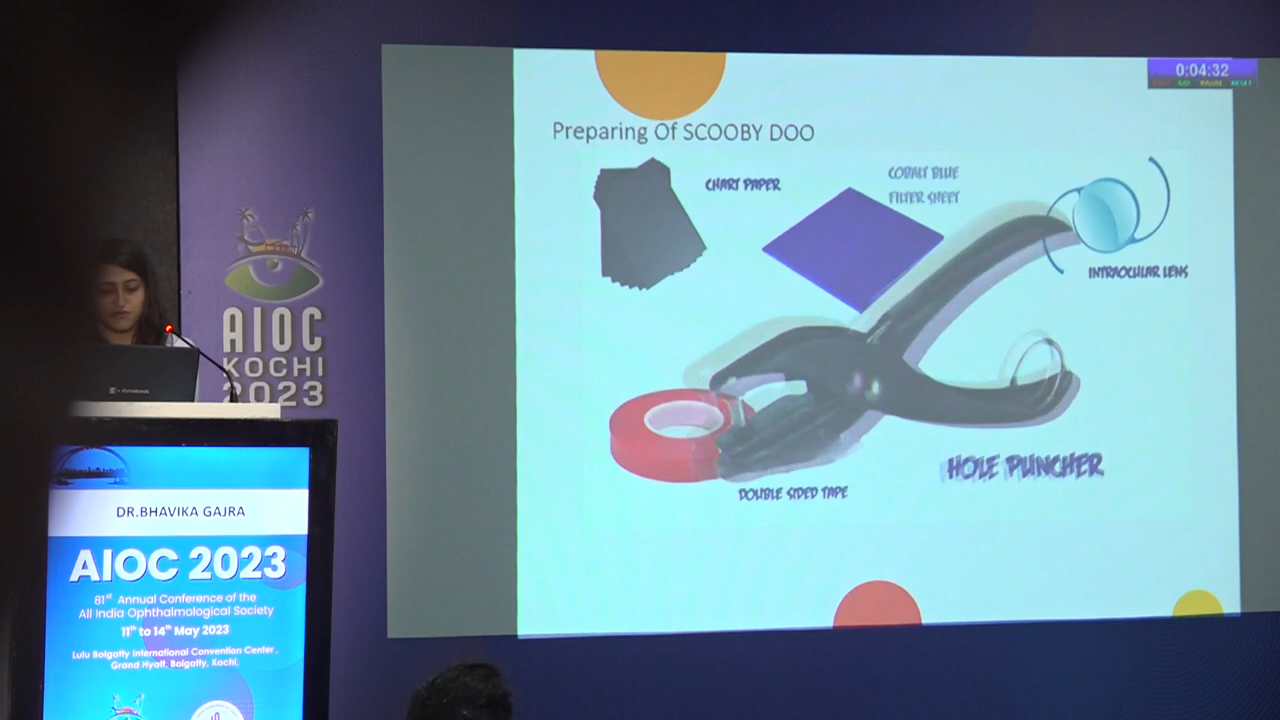 0:04:32
PAUSE RESET
Preparing Of SCOOBY DOO
CHART PAPER
COBALT BLUE
FILTER SHEET
INTRAOCULAR LENS
HOLE PUNCHER
DOUBLE SIDED TAPE
AIOC
KOCHI
2023
DR.BHAVIKA GAJRA
AIOC 2023
81st Annual Conference of the
All India Ophthalmological Society
11th to 14th May 2023
Lulu Bolgatty International Convention Center,
Grand Hyatt, Bolgatty, Kochi,